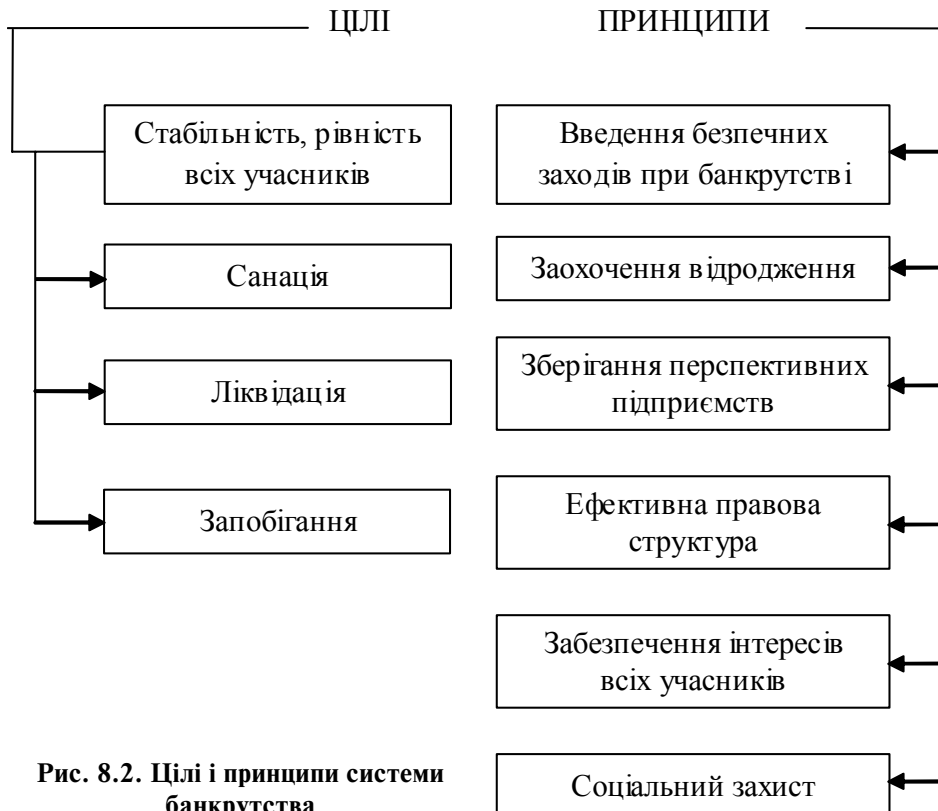 ЦІЛІ
ПРИНЦИПИ
Стабільність, рівність
всіх учасників
Санація
Ліквідація
Запобігання
Введення безпечних
заходів при банкрутстві
Заохочення відродження
Зберігання перспективних
підприємств
Ефективна правова
структура
Забезпечення інтересів
всіх учасників
Соціальний захист
Рис. 8.2. Цілі і принципи системи
банкрутства